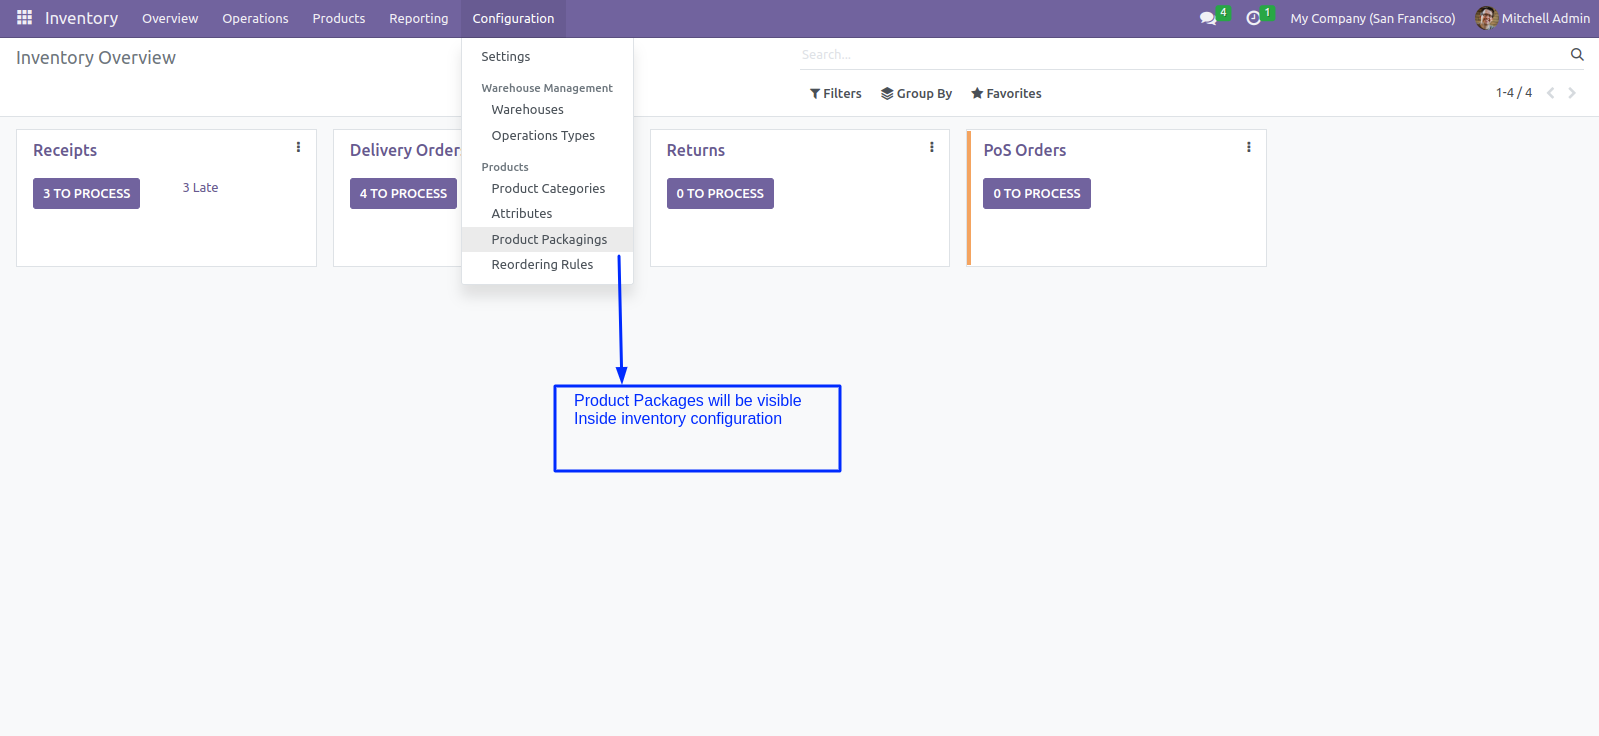 Inventory Overview Operations Products Reporting Configuration 4 1 My Company (San Francisco) Mitchell Admin
Inventory Overview
Search...
Filters Group By Favorites 1-4 / 4
Settings
Warehouse Management
Warehouses
Operations Types
Products
Product Categories
Attributes
Product Packagings
Reordering Rules
Receipts
3 TO PROCESS 3 Late
Delivery Order
4 TO PROCESS
Returns
0 TO PROCESS
PoS Orders
0 TO PROCESS
Product Packages will be visible
Inside inventory configuration